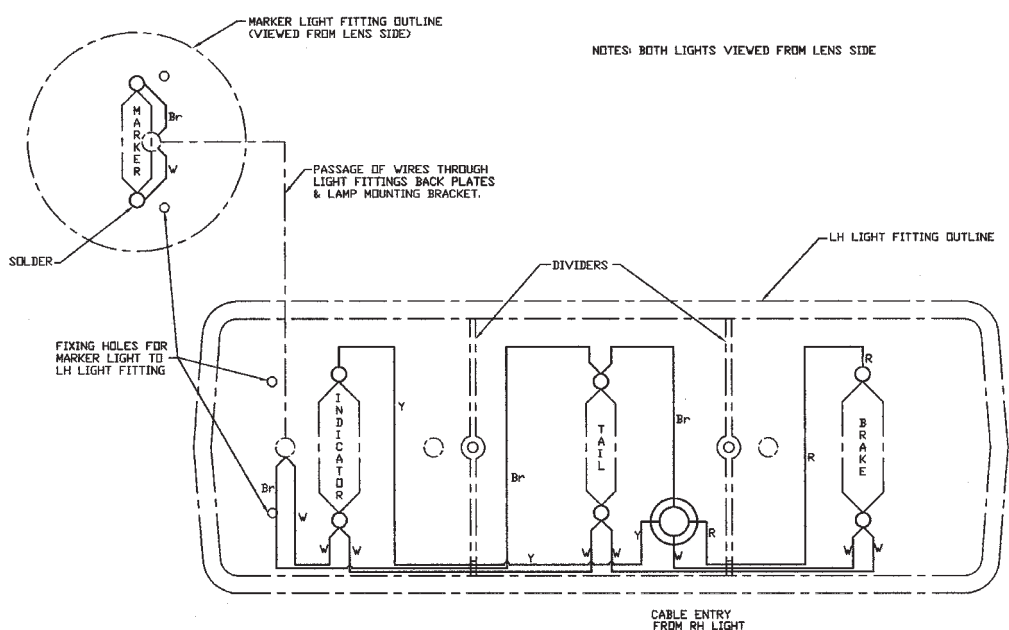 MARKER LIGHT FITTING OUTLINE
(VIEWED FROM LENS SIDE)
NOTES: BOTH LIGHTS VIEWED FROM LENS SIDE
MARKER
Br
W
PASSAGE OF WIRES THROUGH
LIGHT FITTINGS BACK PLATES
& LAMP MOUNTING BRACKET.
SOLDER
LH LIGHT FITTING OUTLINE
DIVIDERS
FIXING HOLES FOR
MARKER LIGHT TO
LH LIGHT FITTING
INDICATOR
Y
Br
TAIL
Br
R
BRAKE
R
Br
W
W
W
Y
W
W
Y
W
R
W
W
CABLE ENTRY
FROM RH LIGHT